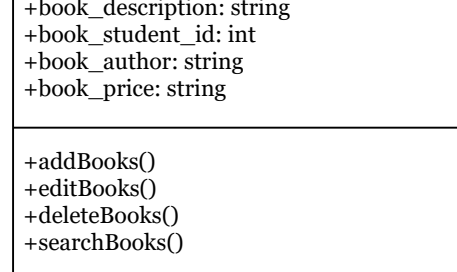 +book_description: string
+book_student_id: int
+book_author: string
+book_price: string
+addBooks()
+editBooks()
+deleteBooks()
+searchBooks()